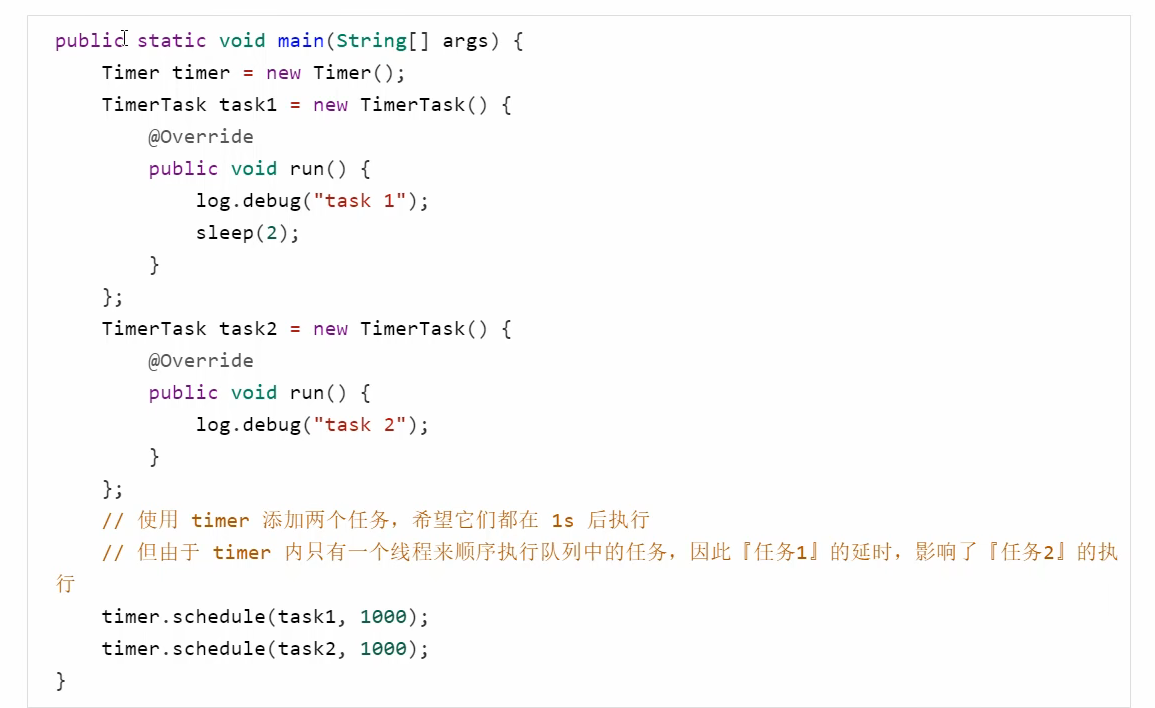 public static void main(String[] args) {
    Timer timer = new Timer();
    TimerTask task1 = new TimerTask() {
        @Override
        public void run() {
            log.debug("task 1");
            sleep(2);
        }
    };
    TimerTask task2 = new TimerTask() {
        @Override
        public void run() {
            log.debug("task 2");
        }
    };
    // 使用 timer 添加两个任务，希望它们都在 1s 后执行
    // 但由于 timer 内只有一个线程来顺序执行队列中的任务，因此『任务1』的延时，影响了『任务2』的执
行
    timer.schedule(task1, 1000);
    timer.schedule(task2, 1000);
}